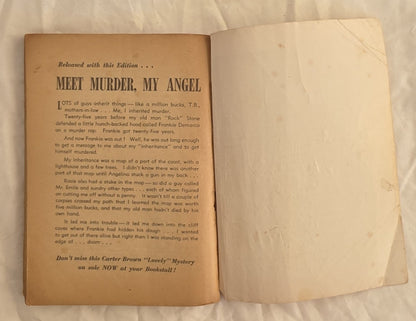 Released with this Edition . . .
MEET MURDER, MY ANGEL
LOTS of guys inherit things — like a million bucks, T.B.,
mothers-in-law . . . Me, I inherited murder.
Twenty-five years before my old man "Rock" Stone
defended a little hunch-backed hood called Frankie Demarco
on a murder rap. Frankie got twenty-five years.
And now Frankie was out! Well, he was out long enough
to get a message to me about my "inheritance" and to get
himself murdered.
My inheritance was a map of a part of the coast, with a
lighthouse and a few trees. I didn't know there was another
part of that map until Angelina stuck a gun in my back . . .
Rosie also had a stake in the map — so did a guy called
Mr. Emile and sundry other types . . . each of whom figured
on cutting me off without a penny. It wasn't till a couple of
corpses crossed my path that I learned the map was worth
five million bucks, and that my old man hadn't died by his
own hand.
It led me into trouble — it led me down into the cliff
caves where Frankie had hidden his dough . . . I wanted
to get out of there alive but right then I was standing on the
edge of . . . doom . . .
Don't miss this Carter Brown "Lovely" Mystery
on sale NOW at your Bookstall!